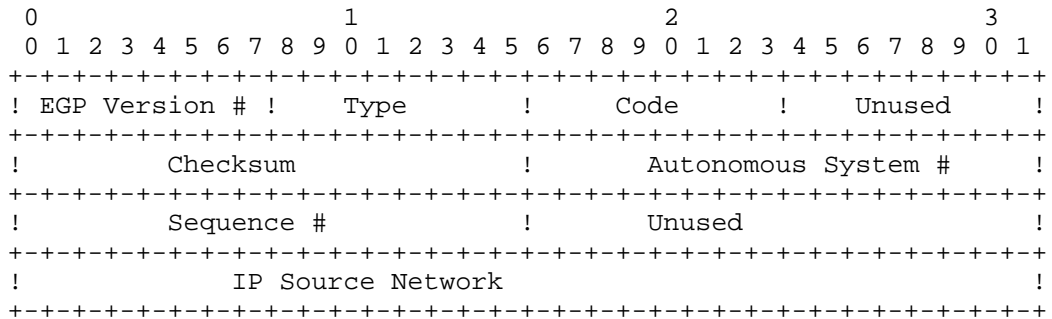 0                   1                   2                   3
 0 1 2 3 4 5 6 7 8 9 0 1 2 3 4 5 6 7 8 9 0 1 2 3 4 5 6 7 8 9 0 1
+-+-+-+-+-+-+-+-+-+-+-+-+-+-+-+-+-+-+-+-+-+-+-+-+-+-+-+-+-+-+-+-+
! EGP Version # !    Type       !     Code      !    Unused     !
+-+-+-+-+-+-+-+-+-+-+-+-+-+-+-+-+-+-+-+-+-+-+-+-+-+-+-+-+-+-+-+-+
!         Checksum              !       Autonomous System #     !
+-+-+-+-+-+-+-+-+-+-+-+-+-+-+-+-+-+-+-+-+-+-+-+-+-+-+-+-+-+-+-+-+
!         Sequence #            !       Unused                  !
+-+-+-+-+-+-+-+-+-+-+-+-+-+-+-+-+-+-+-+-+-+-+-+-+-+-+-+-+-+-+-+-+
!             IP Source Network                                 !
+-+-+-+-+-+-+-+-+-+-+-+-+-+-+-+-+-+-+-+-+-+-+-+-+-+-+-+-+-+-+-+-+